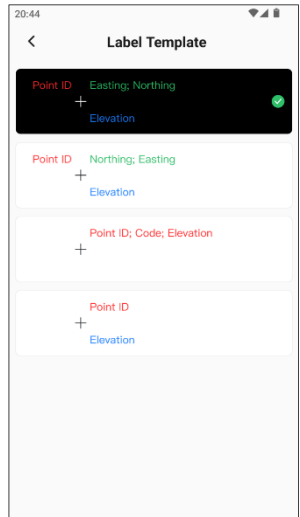 20:44
Label Template
Point ID Easting; Northing
Elevation
Point ID Northing; Easting
Elevation
Point ID; Code; Elevation
Point ID
Elevation